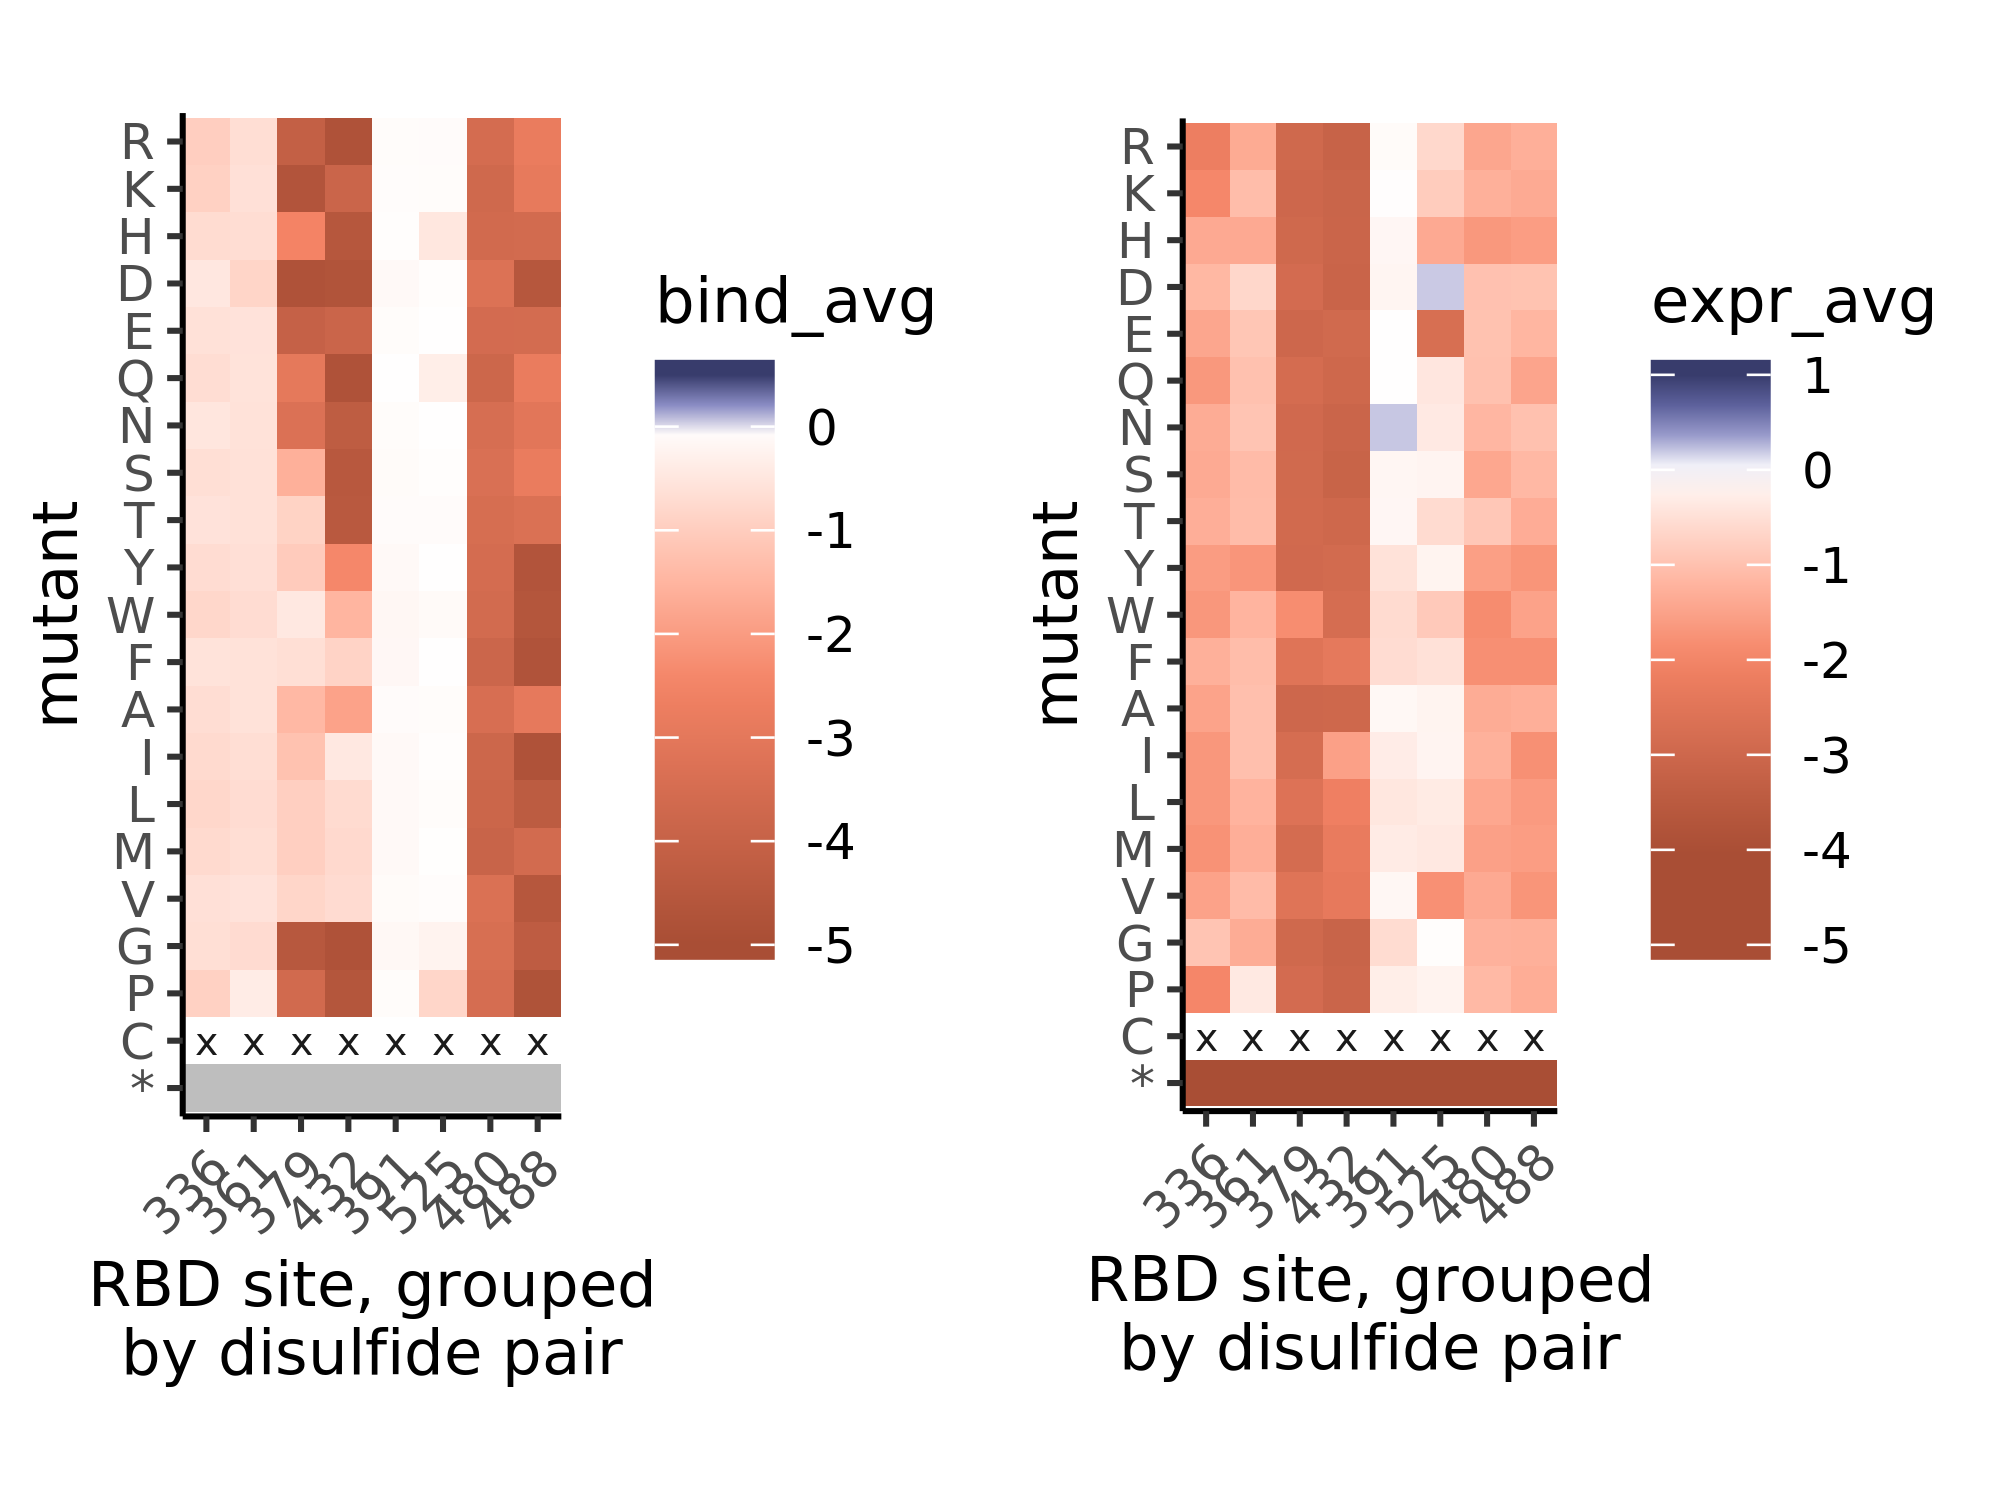 mutant
R
K
H
D
E
Q
N
S
T
Y
W
F
A
I
L
M
V
G
P
C
*
x x x x x x x x
336 361 379 432 391 525 480 488
RBD site, grouped
by disulfide pair
bind_avg
0
-1
-2
-3
-4
-5
mutant
R
K
H
D
E
Q
N
S
T
Y
W
F
A
I
L
M
V
G
P
C
*
x x x x x x x x
336 361 379 432 391 525 480 488
RBD site, grouped
by disulfide pair
expr_avg
1
0
-1
-2
-3
-4
-5